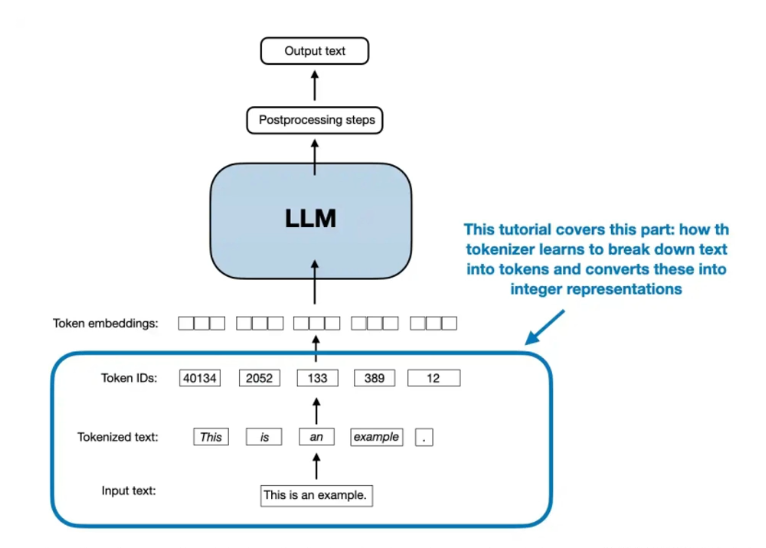 Output text
Postprocessing steps
LLM
This tutorial covers this part: how th
tokenizer learns to break down text
into tokens and converts these into
integer representations
Token embeddings:
Token IDs: 40134 2052 133 389 12
Tokenized text: This is an example .
Input text: This is an example.